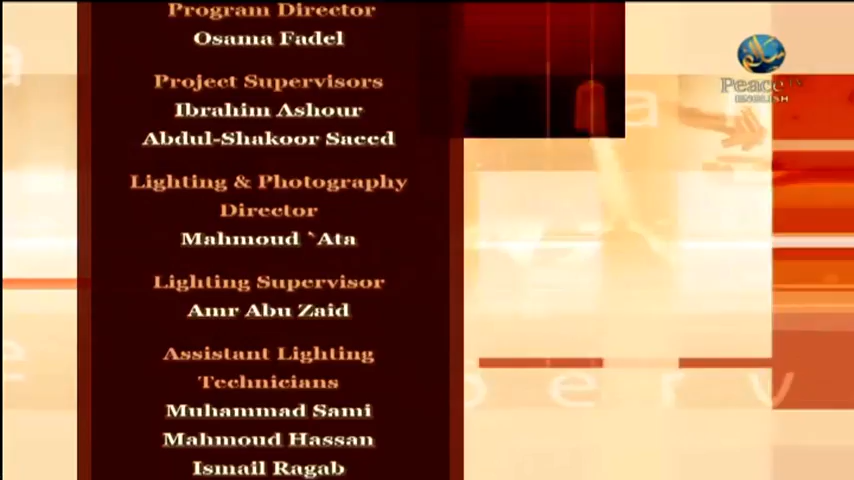 Program Director
Osama Fadel
Project Supervisors
Ibrahim Ashour
Abdul-Shakoor Saeed
Lighting & Photography
Director
Mahmoud `Ata
Lighting Supervisor
Amr Abu Zaid
Assistant Lighting
Technicians
Muhammad Sami
Mahmoud Hassan
Ismail Ragab
سلام
Peace TV
ENGLISH
a
a
e
p e r v